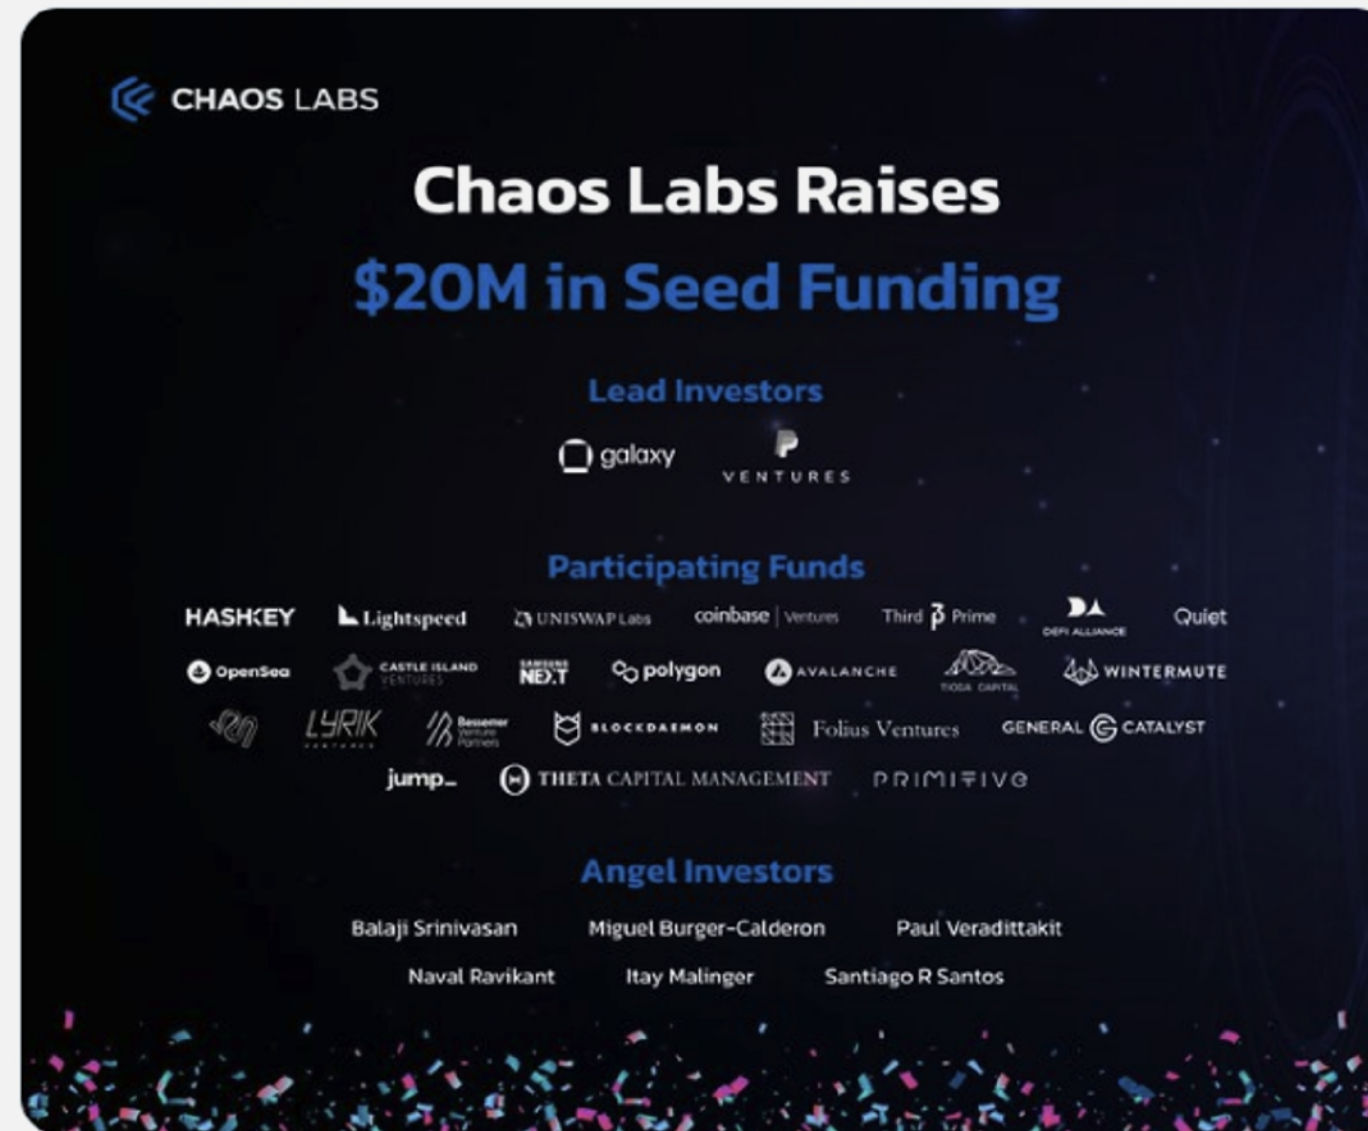 CHAOS LABS
Chaos Labs Raises
$20M in Seed Funding
Lead Investors
galaxy VENTURES
Participating Funds
HASHKEY Lightspeed UNISWAP Labs coinbase | Ventures Third Prime DEFI ALLIANCE Quiet
OpenSea CASTLE ISLAND VENTURES SAMSUNG NEXT polygon AVALANCHE TIOGA CAPITAL WINTERMUTE
LYRIK VENTURES Bessemer Venture Partners BLOCKDAEMON Folius Ventures GENERAL CATALYST
jump_ THETA CAPITAL MANAGEMENT PRIMITIVE
Angel Investors
Balaji Srinivasan Miguel Burger-Calderon Paul Veradittakit
Naval Ravikant Itay Malinger Santiago R Santos